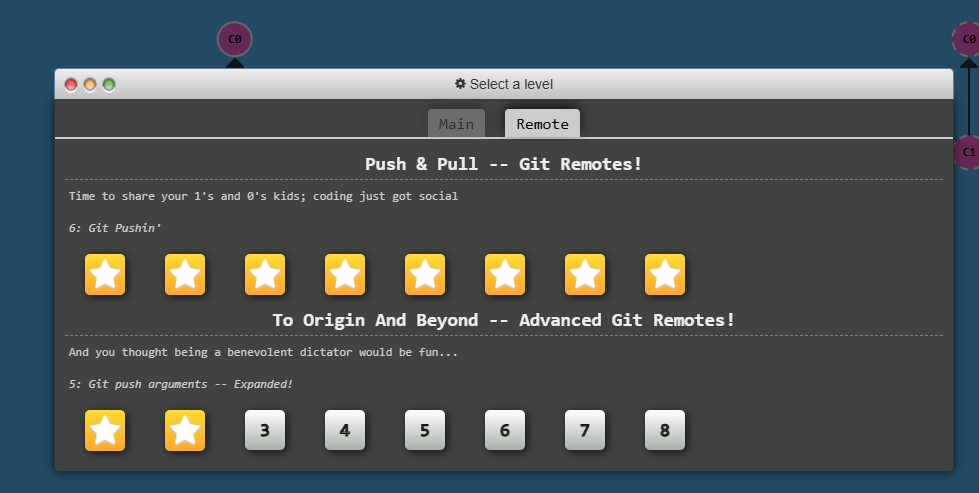 C0
C0
Select a level
Main
Remote
C1
Push & Pull -- Git Remotes!
Time to share your 1's and 0's kids; coding just got social
6: Git Pushin'
To Origin And Beyond -- Advanced Git Remotes!
And you thought being a benevolent dictator would be fun...
5: Git push arguments -- Expanded!
3 4 5 6 7 8